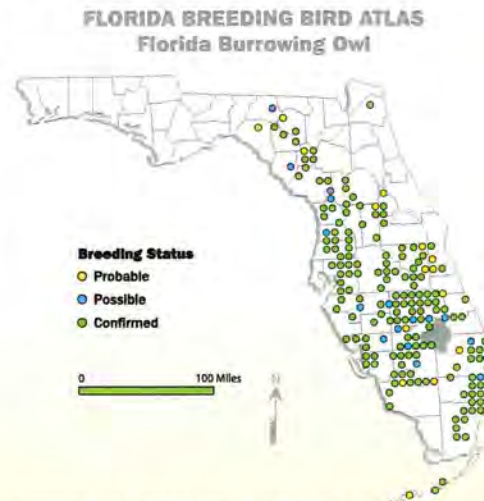 FLORIDA BREEDING BIRD ATLAS
Florida Burrowing Owl
Breeding Status
Probable
Possible
Confirmed
0 100 Miles
N